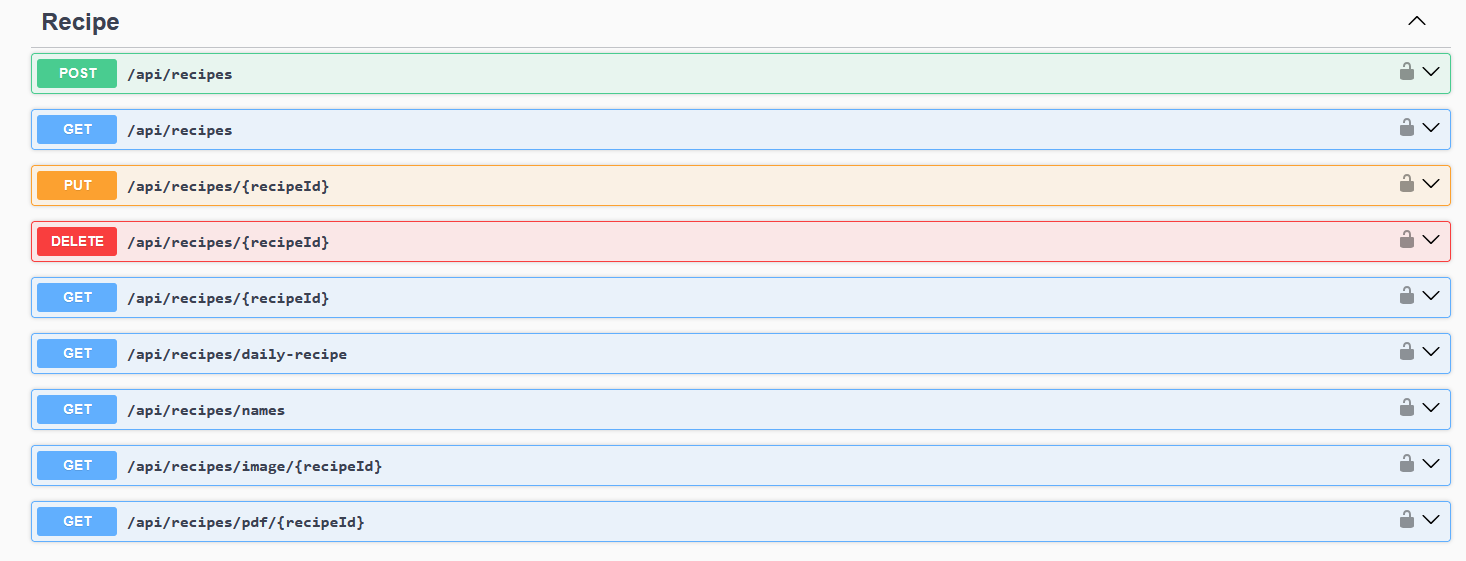 Recipe
POST /api/recipes
GET /api/recipes
PUT /api/recipes/{recipeId}
DELETE /api/recipes/{recipeId}
GET /api/recipes/{recipeId}
GET /api/recipes/daily-recipe
GET /api/recipes/names
GET /api/recipes/image/{recipeId}
GET /api/recipes/pdf/{recipeId}